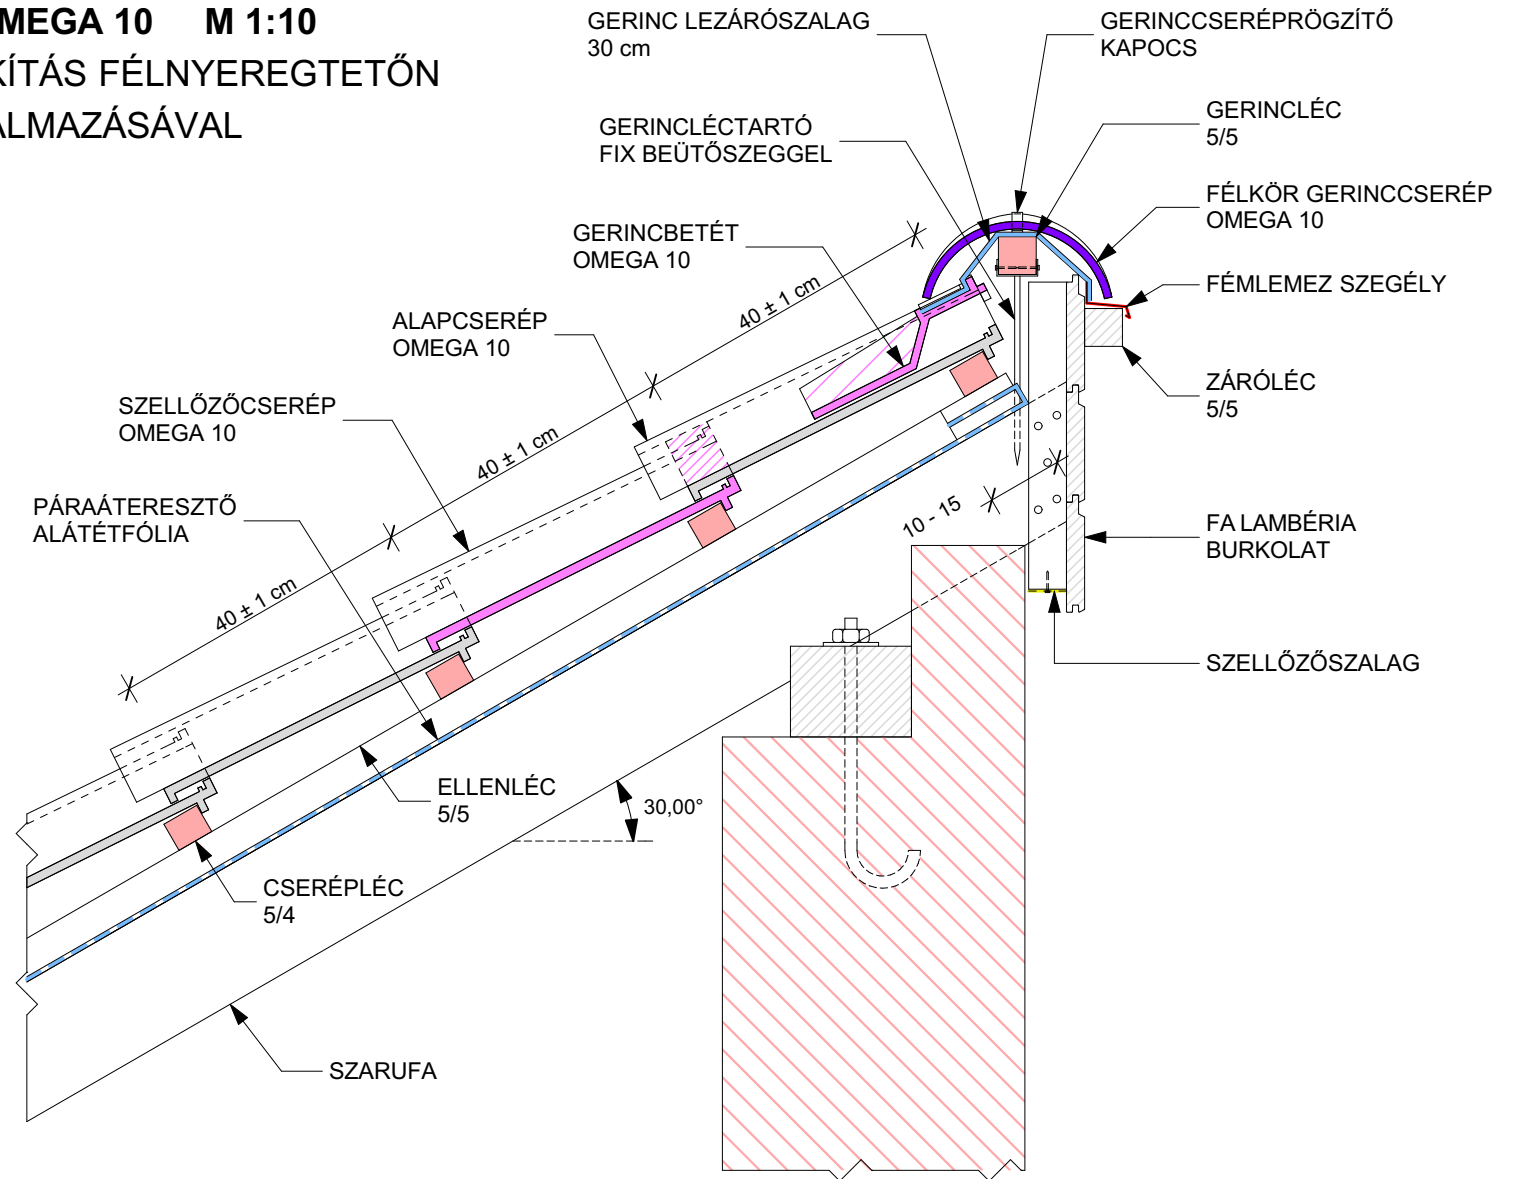 MEGA 10 M 1:10
KÍTÁS FÉLNYEREGTETŐN
ALMAZÁSÁVAL
GERINC LEZÁRÓSZALAG
30 cm
GERINCCSERÉPRÖGZÍTŐ
KAPOCS
GERINCLÉCTARTÓ
FIX BEÜTŐSZEGGEL
GERINCLÉC
5/5
FÉLKÖR GERINCCSERÉP
OMEGA 10
GERINCBETÉT
OMEGA 10
FÉMLEMEZ SZEGÉLY
40 ± 1 cm
ALAPCSERÉP
OMEGA 10
ZÁRÓLÉC
5/5
SZELLŐZŐCSERÉP
OMEGA 10
40 ± 1 cm
PÁRAÁTERESZTŐ
ALÁTÉTFÓLIA
10 - 15
FA LAMBÉRIA
BURKOLAT
40 ± 1 cm
SZELLŐZŐSZALAG
ELLENLÉC
5/5
30,00°
CSERÉPLÉC
5/4
SZARUFA